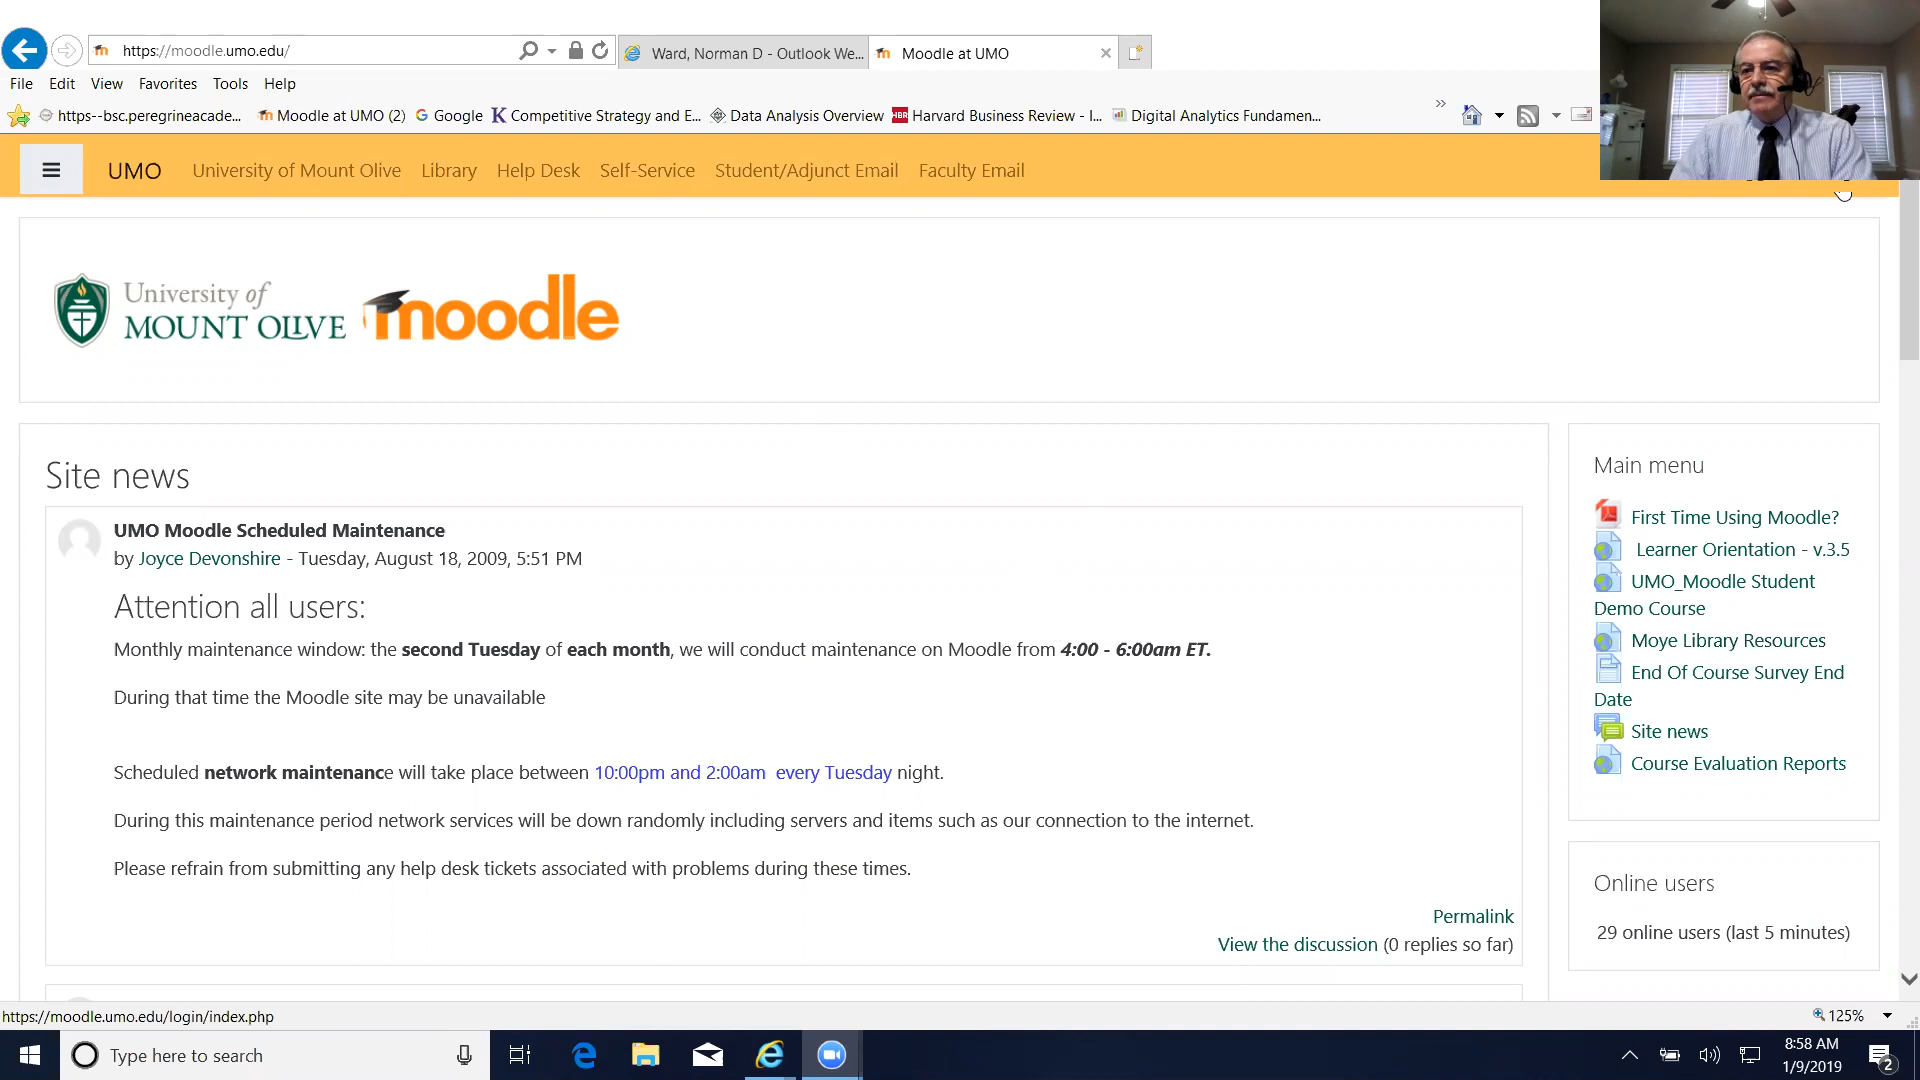 https://moodle.umo.edu/
Ward, Norman D - Outlook We...
Moodle at UMO
File Edit View Favorites Tools Help
https--bsc.peregrineacade... Moodle at UMO (2) Google Competitive Strategy and E... Data Analysis Overview HBR Harvard Business Review - I... Digital Analytics Fundamen...
UMO University of Mount Olive Library Help Desk Self-Service Student/Adjunct Email Faculty Email
University of
MOUNT OLIVE
moodle
Site news
UMO Moodle Scheduled Maintenance
by Joyce Devonshire - Tuesday, August 18, 2009, 5:51 PM
Attention all users:
Monthly maintenance window: the second Tuesday of each month, we will conduct maintenance on Moodle from 4:00 - 6:00am ET.
During that time the Moodle site may be unavailable
Scheduled network maintenance will take place between 10:00pm and 2:00am every Tuesday night.
During this maintenance period network services will be down randomly including servers and items such as our connection to the internet.
Please refrain from submitting any help desk tickets associated with problems during these times.
Permalink
View the discussion (0 replies so far)
Main menu
First Time Using Moodle?
Learner Orientation - v.3.5
UMO_Moodle Student
Demo Course
Moye Library Resources
End Of Course Survey End
Date
Site news
Course Evaluation Reports
Online users
29 online users (last 5 minutes)
https://moodle.umo.edu/login/index.php
125%
Type here to search
8:58 AM
1/9/2019
2